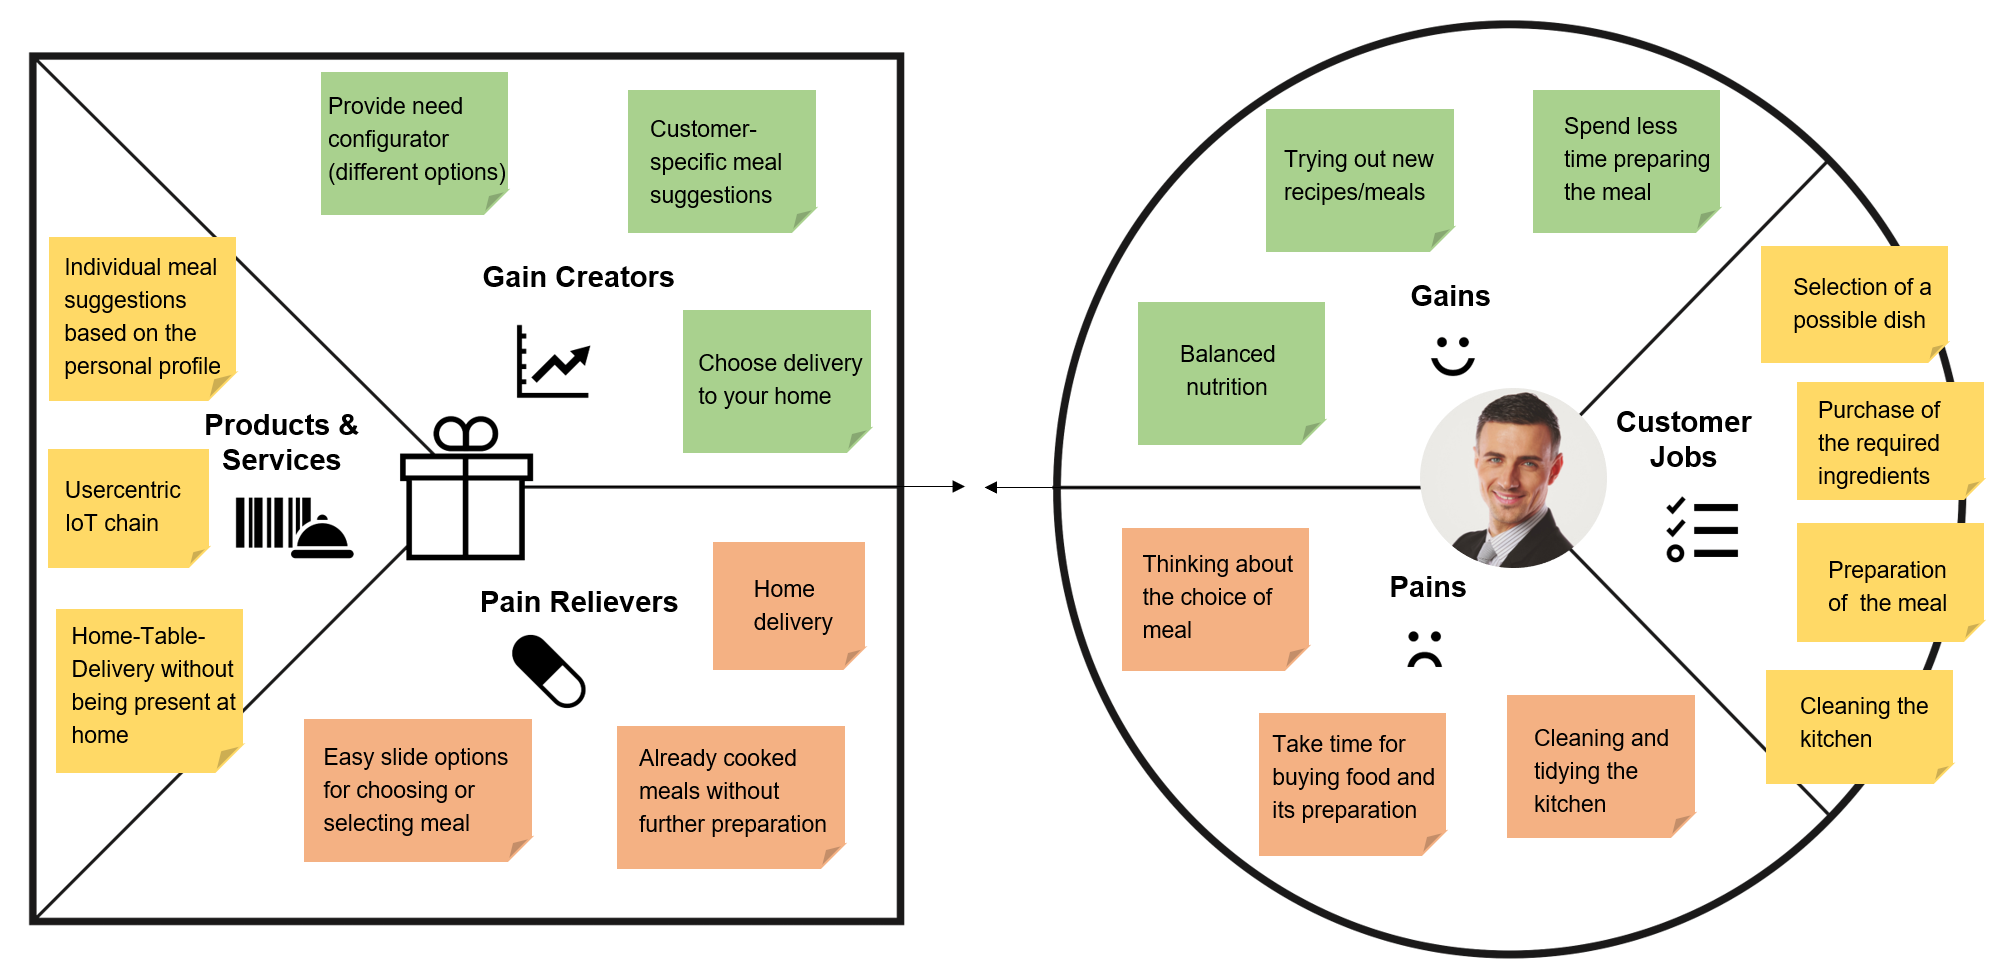 Provide need
configurator
(different options)
Customer-
specific meal
suggestions
Individual meal
suggestions
based on the
personal profile
Gain Creators
Choose delivery
to your home
Products &
Services
Usercentric
IoT chain
Home-Table-
Delivery without
being present at
home
Pain Relievers
Home
delivery
Easy slide options
for choosing or
selecting meal
Already cooked
meals without
further preparation
Trying out new
recipes/meals
Spend less
time preparing
the meal
Gains
Balanced
nutrition
Selection of a
possible dish
Customer
Jobs
Purchase of
the required
ingredients
Preparation
of  the meal
Cleaning the
kitchen
Thinking about
the choice of
meal
Pains
Take time for
buying food and
its preparation
Cleaning and
tidying the
kitchen